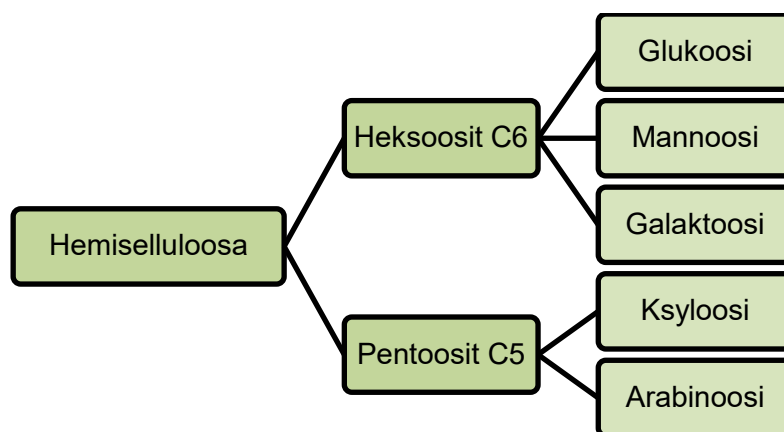 Hemiselluloosa
Heksoosit C6
Glukoosi
Mannoosi
Galaktoosi
Pentoosit C5
Ksyloosi
Arabinoosi